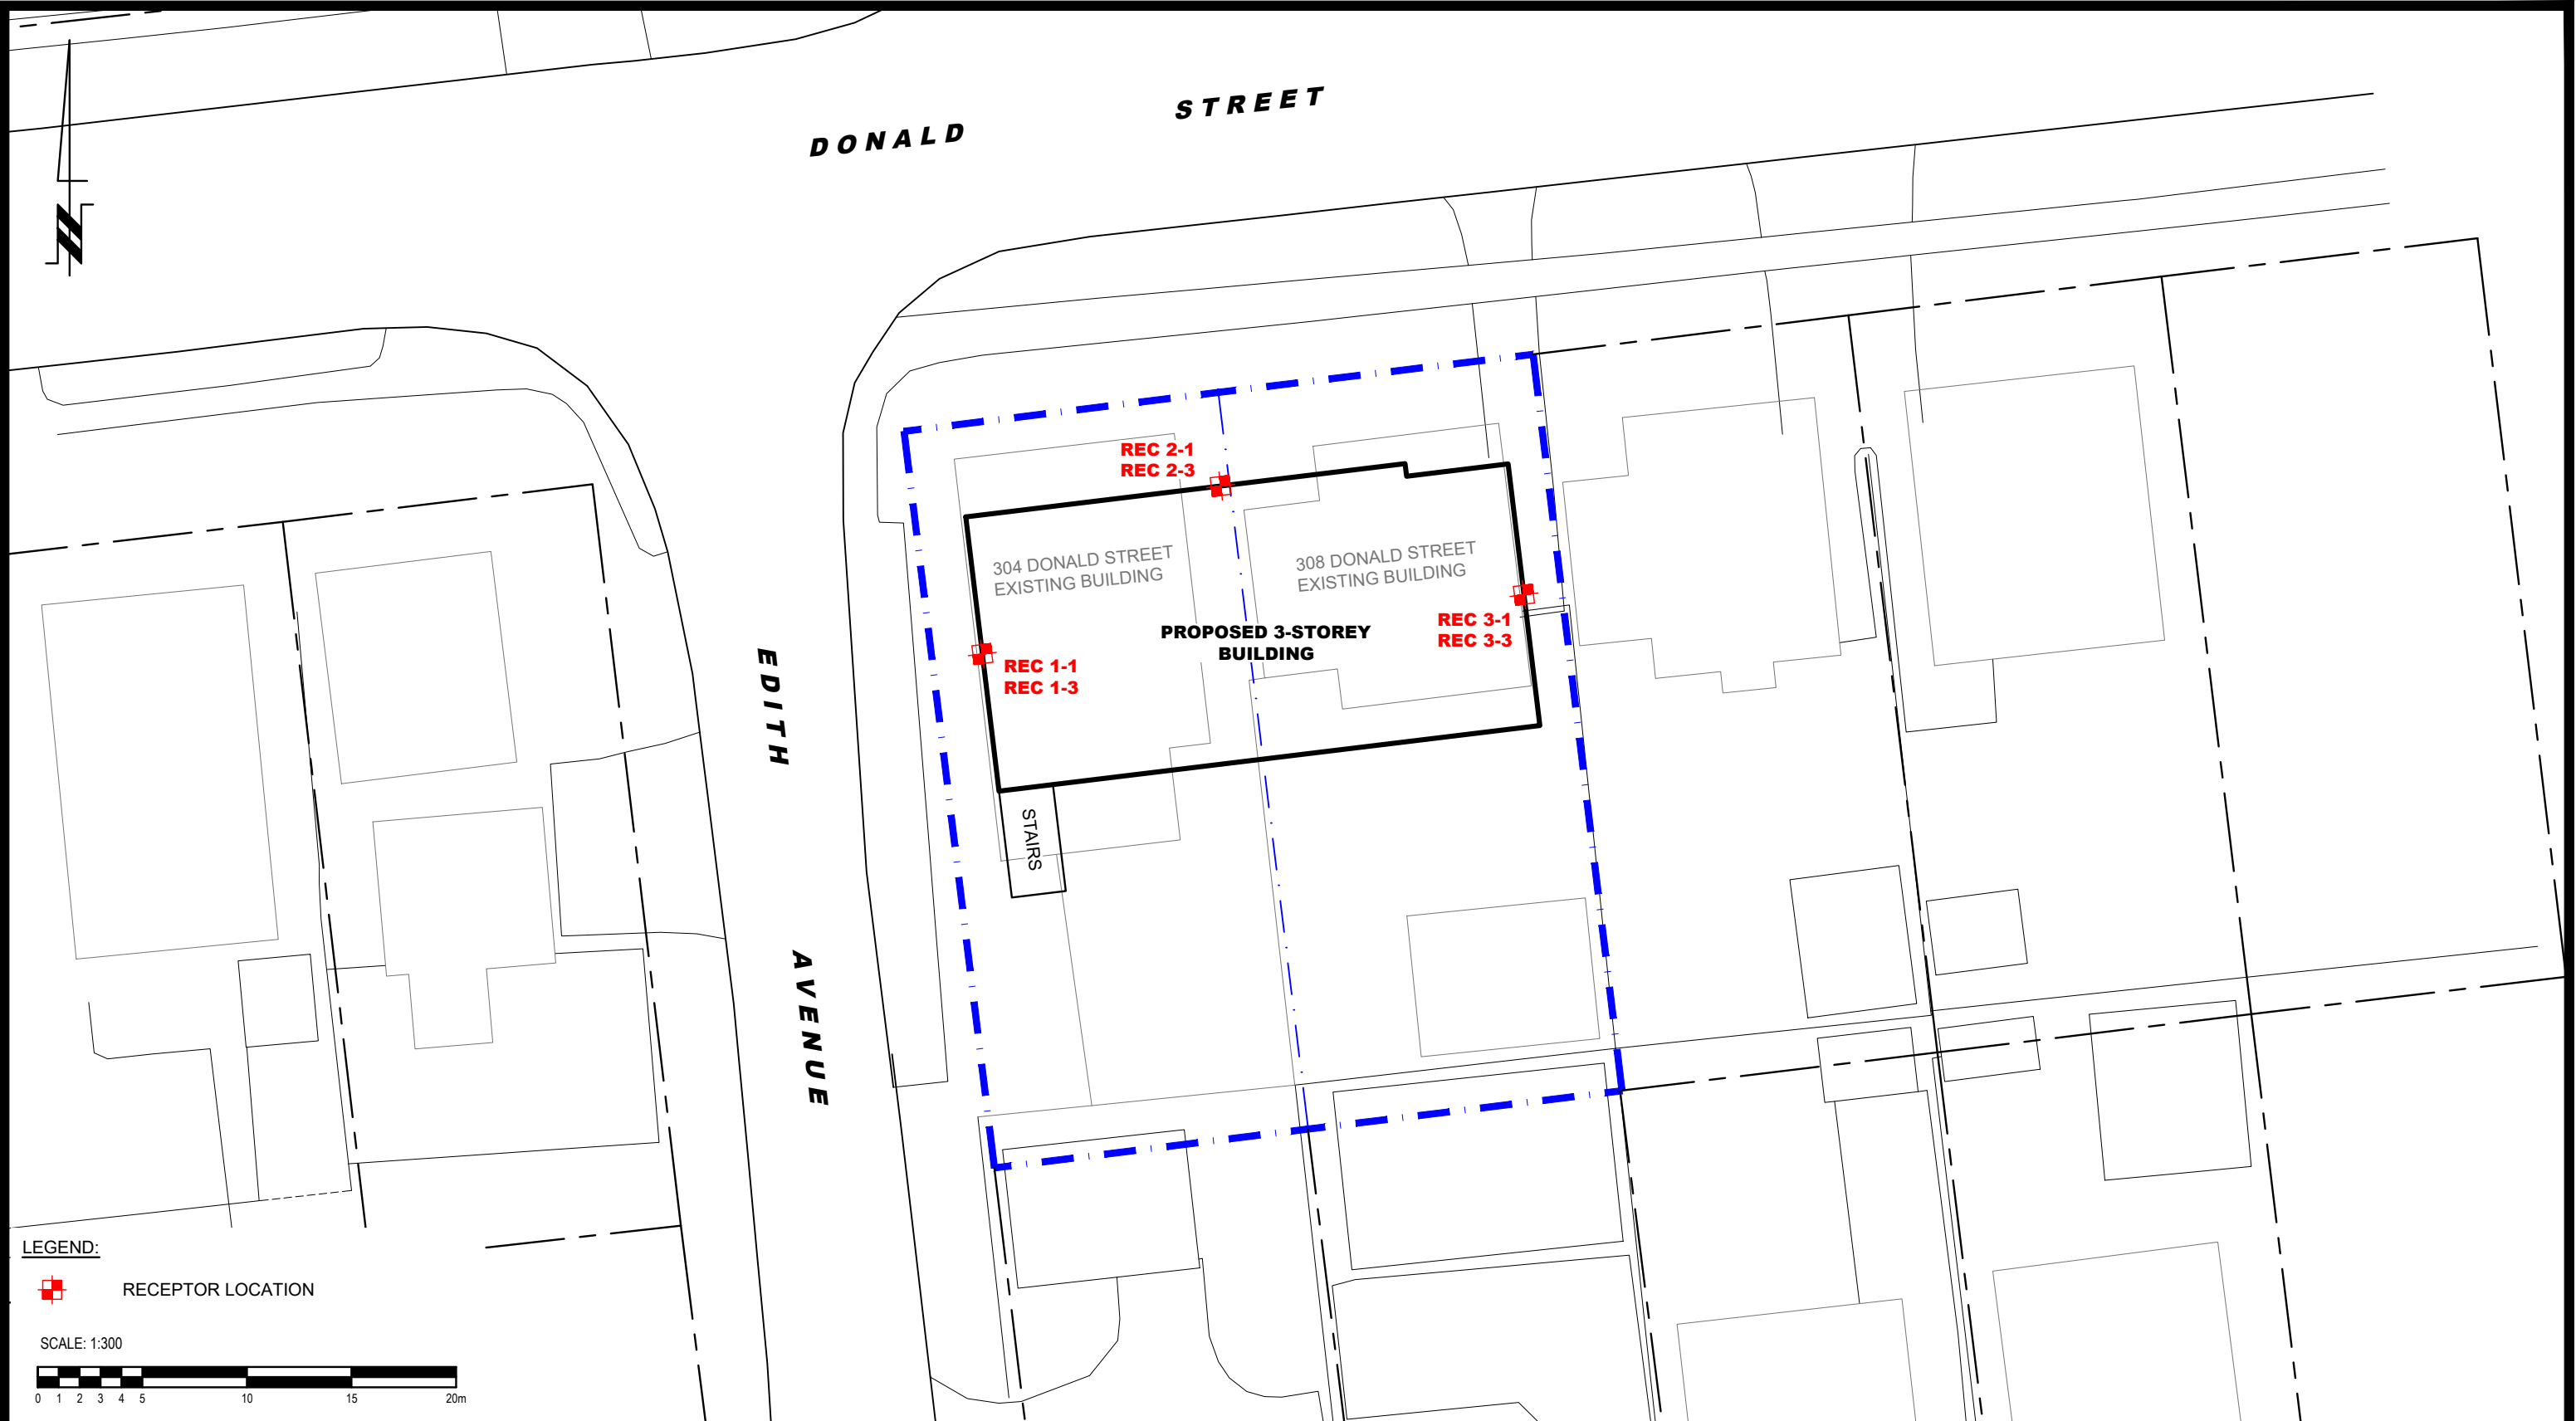 DONALD STREET
N
REC 2-1
REC 2-3
304 DONALD STREET
EXISTING BUILDING
308 DONALD STREET
EXISTING BUILDING
PROPOSED 3-STOREY
BUILDING
REC 3-1
REC 3-3
REC 1-1
REC 1-3
EDITH AVENUE
STAIRS
LEGEND:
RECEPTOR LOCATION
SCALE: 1:300
0 1 2 3 4 5 10 15 20m